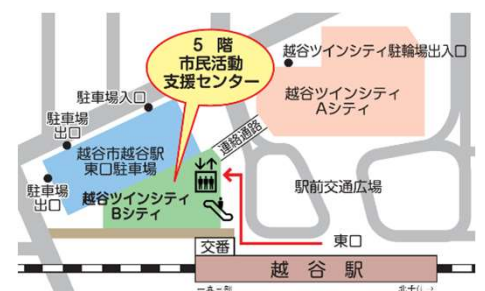 5 階
市民活動
支援センター
越谷ツインシティ駐輪場出入口
越谷ツインシティ
Aシティ
駐車場入口
駐車場
出口
越谷市越谷駅
東口駐車場
連絡通路
駐車場
出口
越谷ツインシティ
Bシティ
駅前交通広場
交番
東口
越谷駅